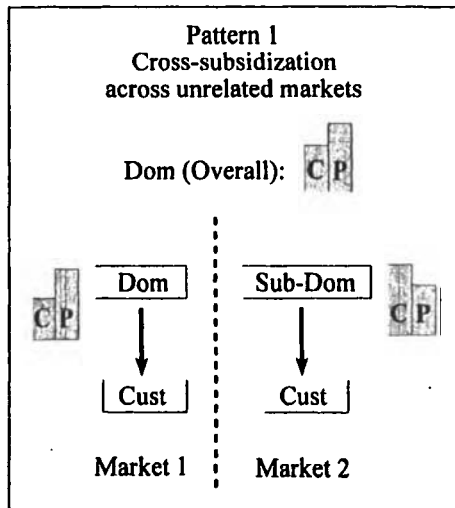 Pattern 1
Cross-subsidization
across unrelated markets
Dom (Overall): C P
C P Dom Sub-Dom C P
Cust Cust
Market 1 Market 2